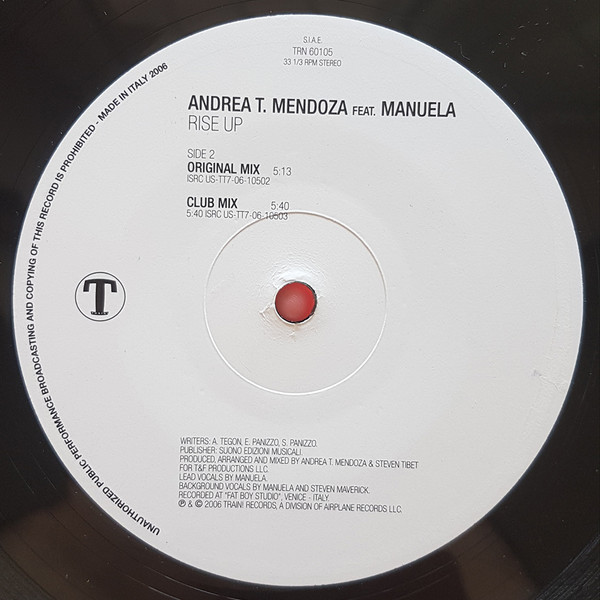 S.I.A.E.
TRN 60105
33 1/3 RPM STEREO
ANDREA T. MENDOZA FEAT. MANUELA
RISE UP
SIDE 2
ORIGINAL MIX 5:13
ISRC US-TT7-06-10502
CLUB MIX 5:40
5:40 ISRC US-TT7-06-10503
T
UNAUTHORIZED PUBLIC PERFORMANCE BROADCASTING AND COPYING OF THIS RECORD IS PROHIBITED - MADE IN ITALY 2006
WRITERS: A. TEGON, E. PANIZZO, S. PANIZZO.
PUBLISHER: SUONO EDIZIONI MUSICALI.
PRODUCED, ARRANGED AND MIXED BY ANDREA T. MENDOZA & STEVEN TIBET
FOR T&F PRODUCTIONS LLC.
LEAD VOCALS BY MANUELA.
BACKGROUND VOCALS BY MANUELA AND STEVEN MAVERICK.
RECORDED AT "FAT BOY STUDIO"; VENICE - ITALY.
℗ & © 2006 TRAIN! RECORDS, A DIVISION OF AIRPLANE RECORDS LLC.